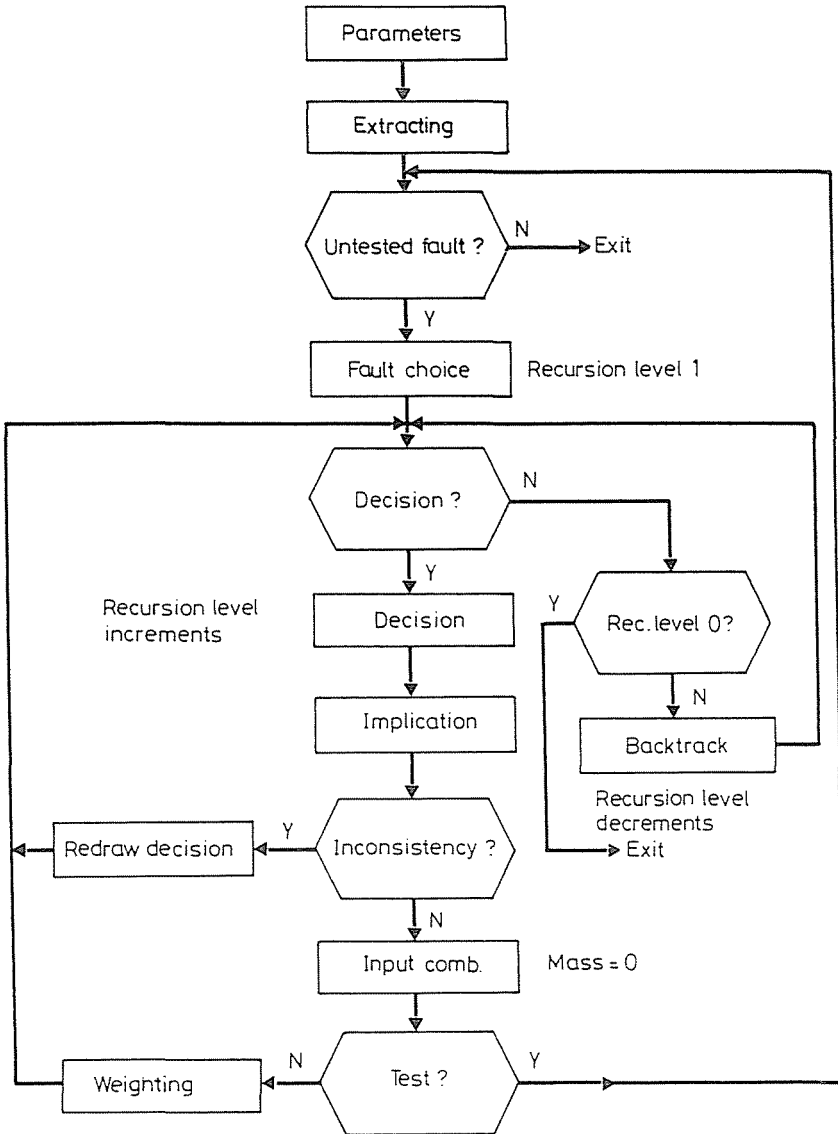 Parameters
Extracting
Untested fault ?
N
Exit
Y
Fault choice
Recursion level 1
Decision ?
N
Y
Recursion level
increments
Decision
Y
Rec. level 0?
N
Implication
Backtrack
Recursion level
decrements
Exit
Redraw decision
Y
Inconsistency ?
N
Input comb.
Mass = 0
Weighting
N
Test ?
Y